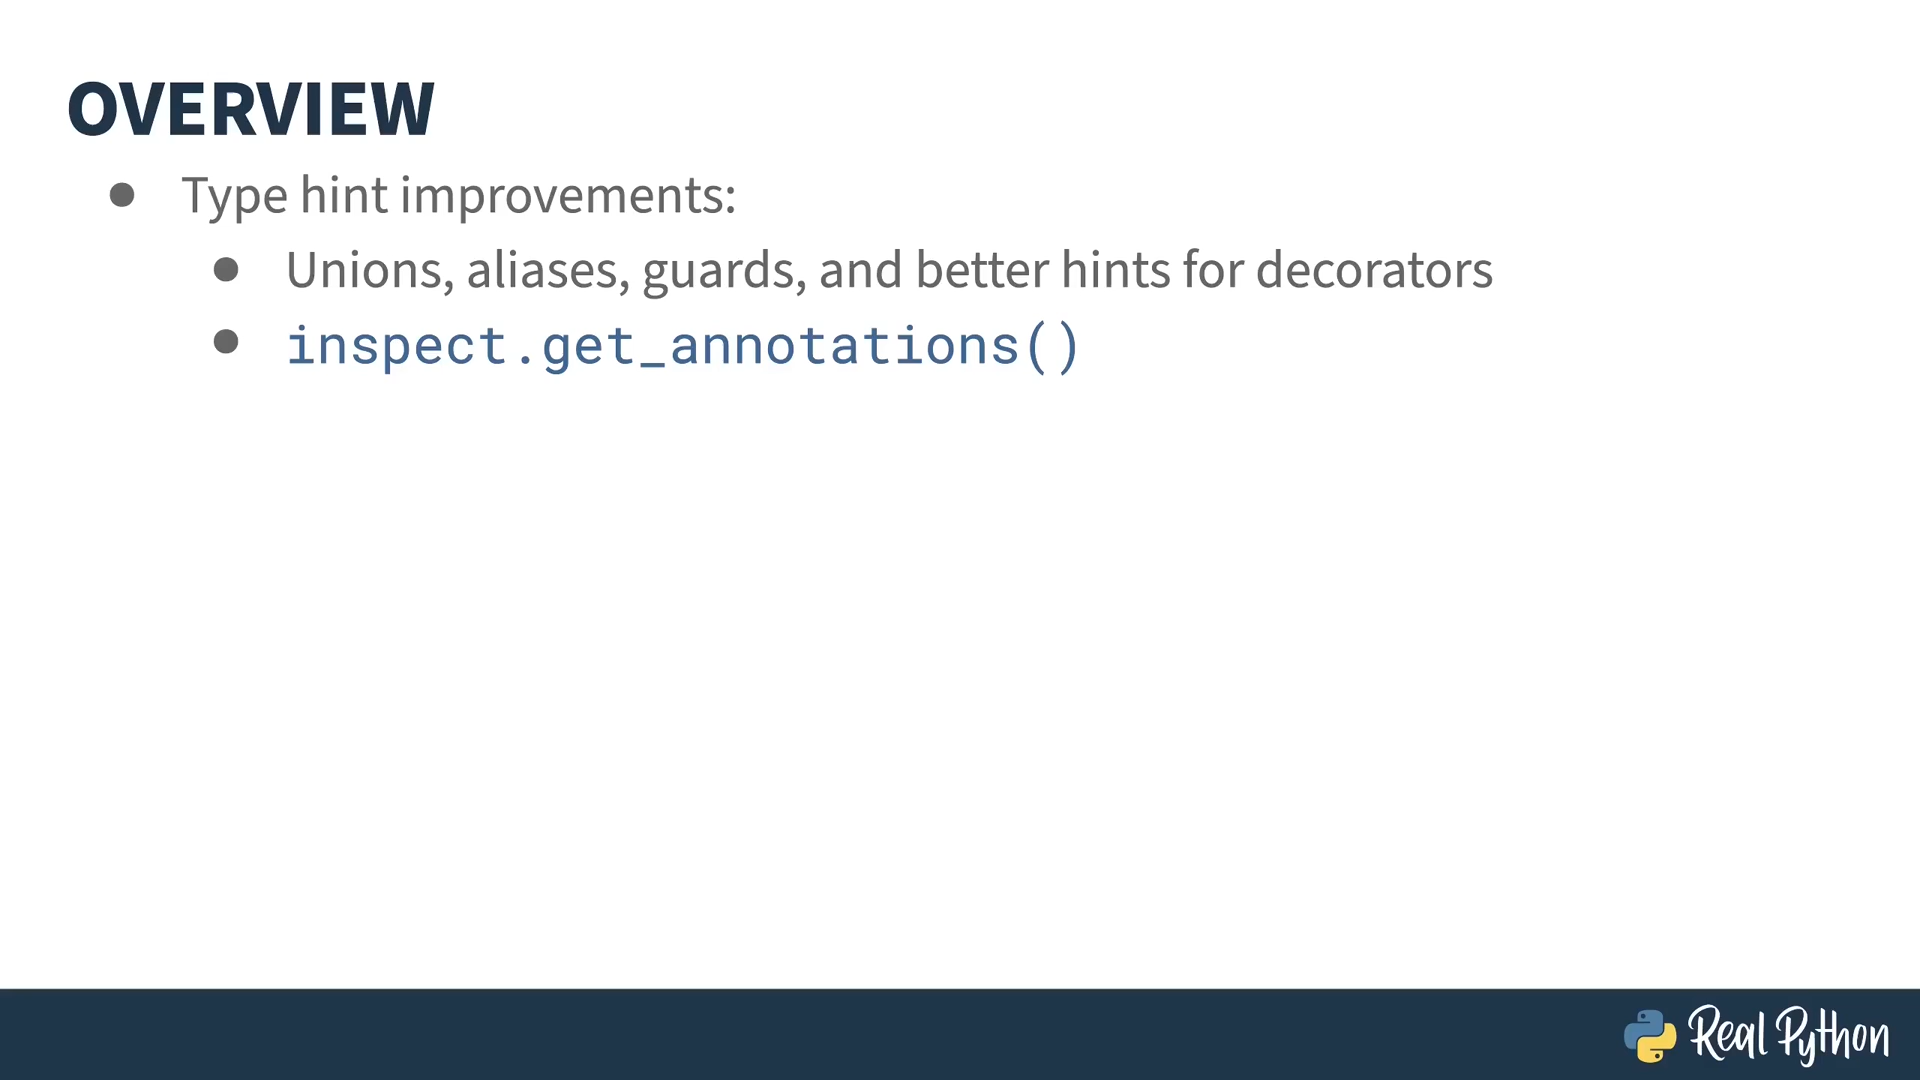 OVERVIEW
● Type hint improvements:
● Unions, aliases, guards, and better hints for decorators
● inspect.get_annotations()
Real Python